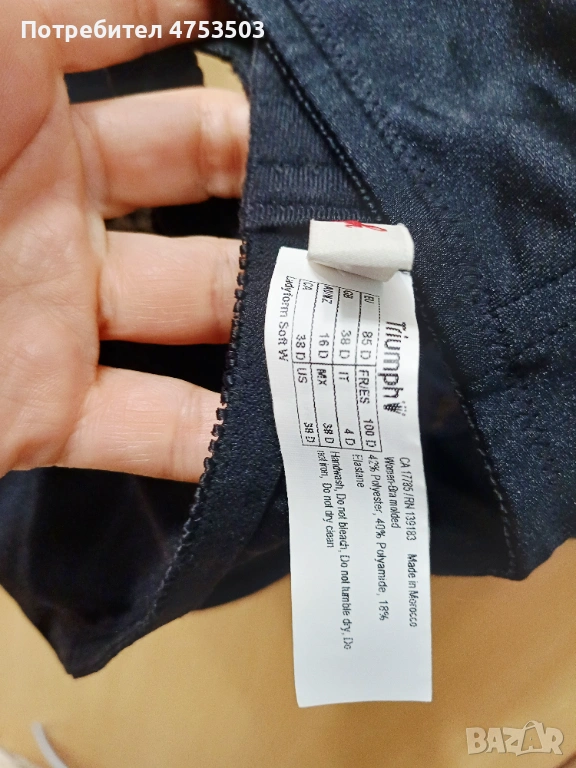 Потребител 4753503
Triumph
CA 17785 / RN 139183 Made in Morocco
Women-Bra molded
42% Polyester, 40% Polyamide, 18%
Elastane
Handwash, Do not bleach, Do not tumble dry, Do
not iron, Do not dry clean
EU 85 D FR/ES 100 D
GB 38 D IT 4 D
AU/NZ 16 D MX 38 D
CA 38 D US 38 D
Ladyform Soft W
BAZAR